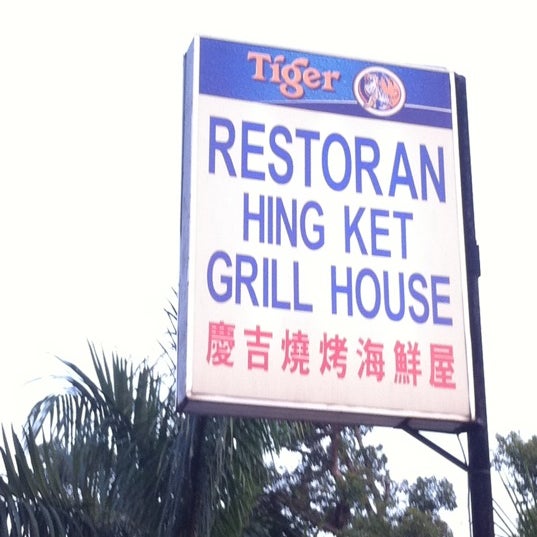 Tiger
RESTORAN
HING KET
GRILL HOUSE
慶吉燒烤海鮮屋